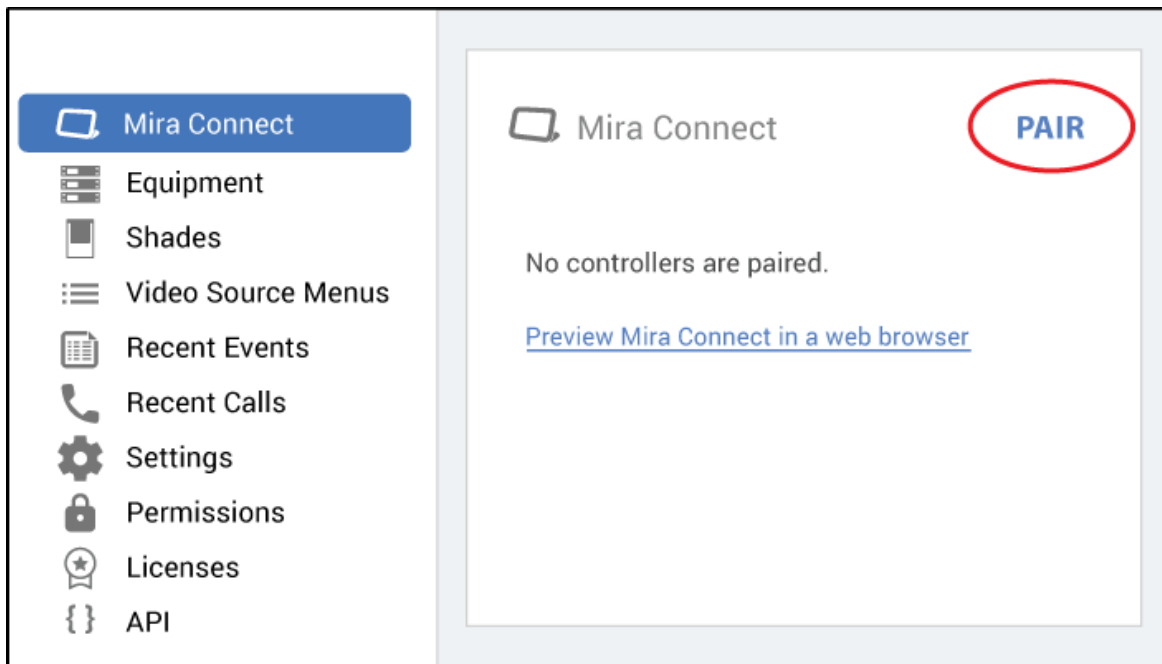 Mira Connect
Equipment
Shades
Video Source Menus
Recent Events
Recent Calls
Settings
Permissions
Licenses
{ } API
Mira Connect
PAIR
No controllers are paired.
Preview Mira Connect in a web browser